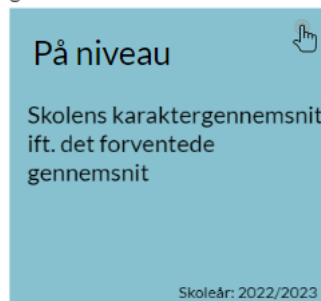 På niveau
Skolens karaktergennemsnit
ift. det forventede
gennemsnit
Skoleår: 2022/2023